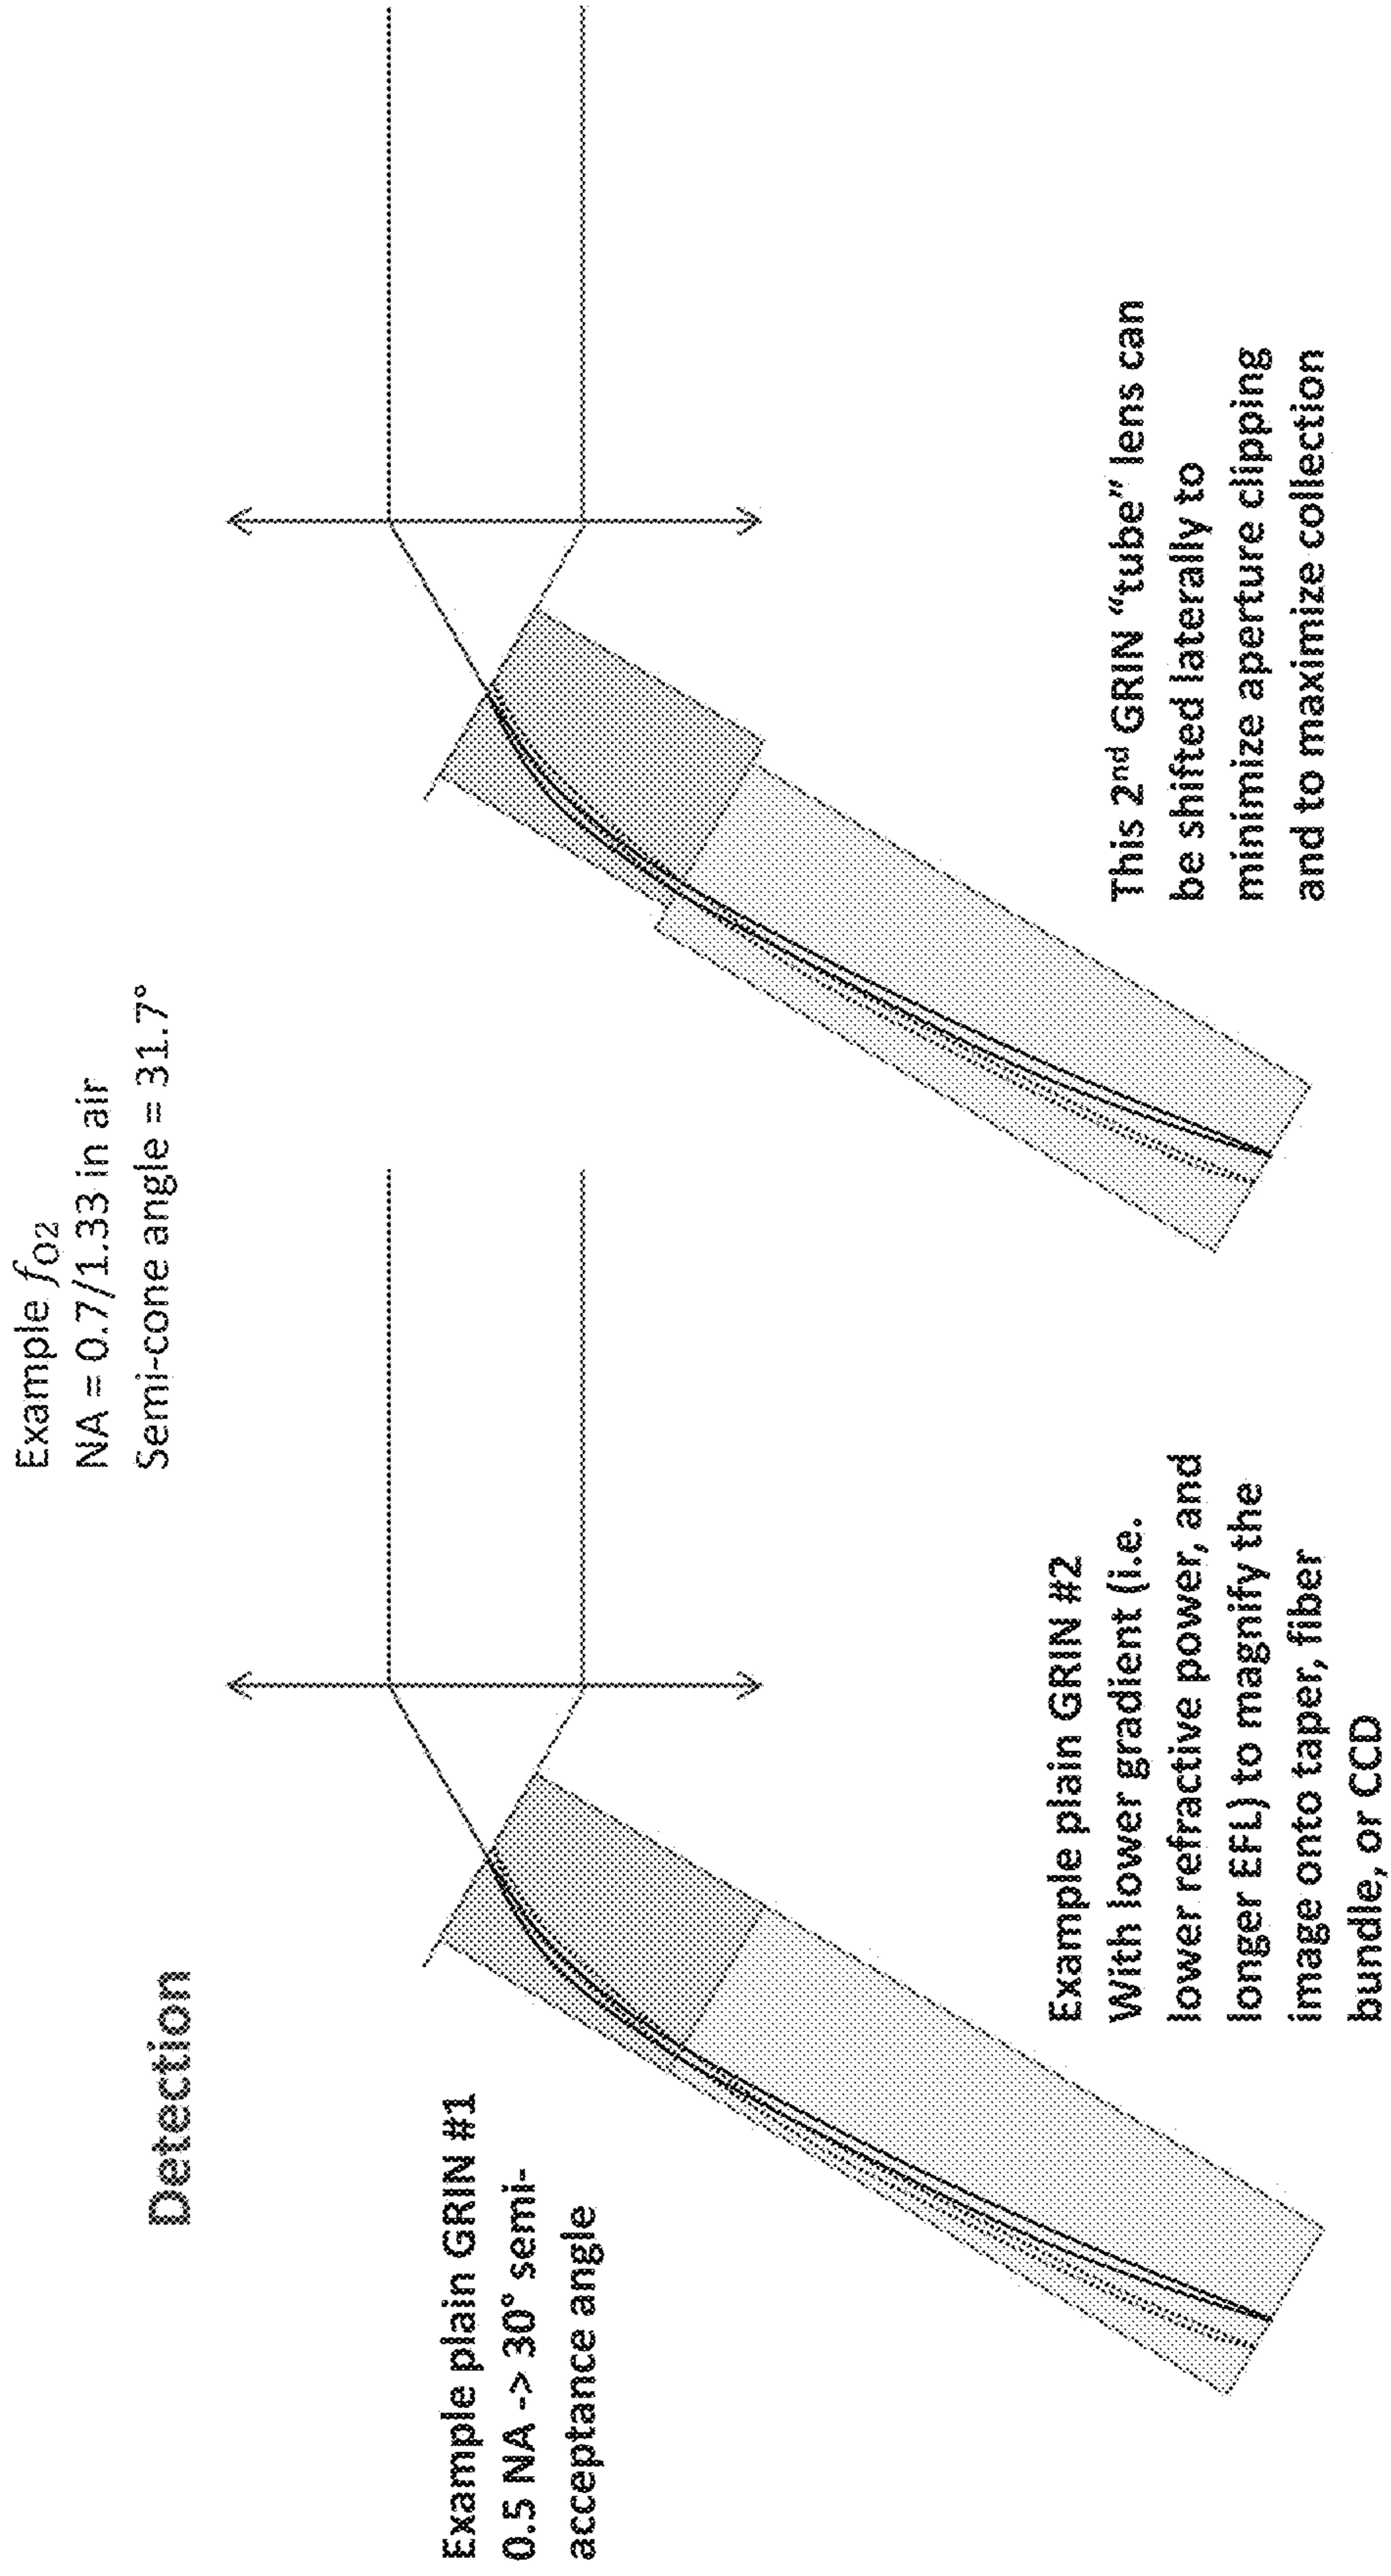 Detection
Example fO2
NA = 0.7/1.33 in air
Semi-cone angle = 31.7°
Example plain GRIN #1
0.5 NA -> 30° semi-
acceptance angle
Example plain GRIN #2
With lower gradient (i.e.
lower refractive power, and
longer EFL) to magnify the
image onto taper, fiber
bundle, or CCD
This 2nd GRIN “tube” lens can
be shifted laterally to
minimize aperture clipping
and to maximize collection